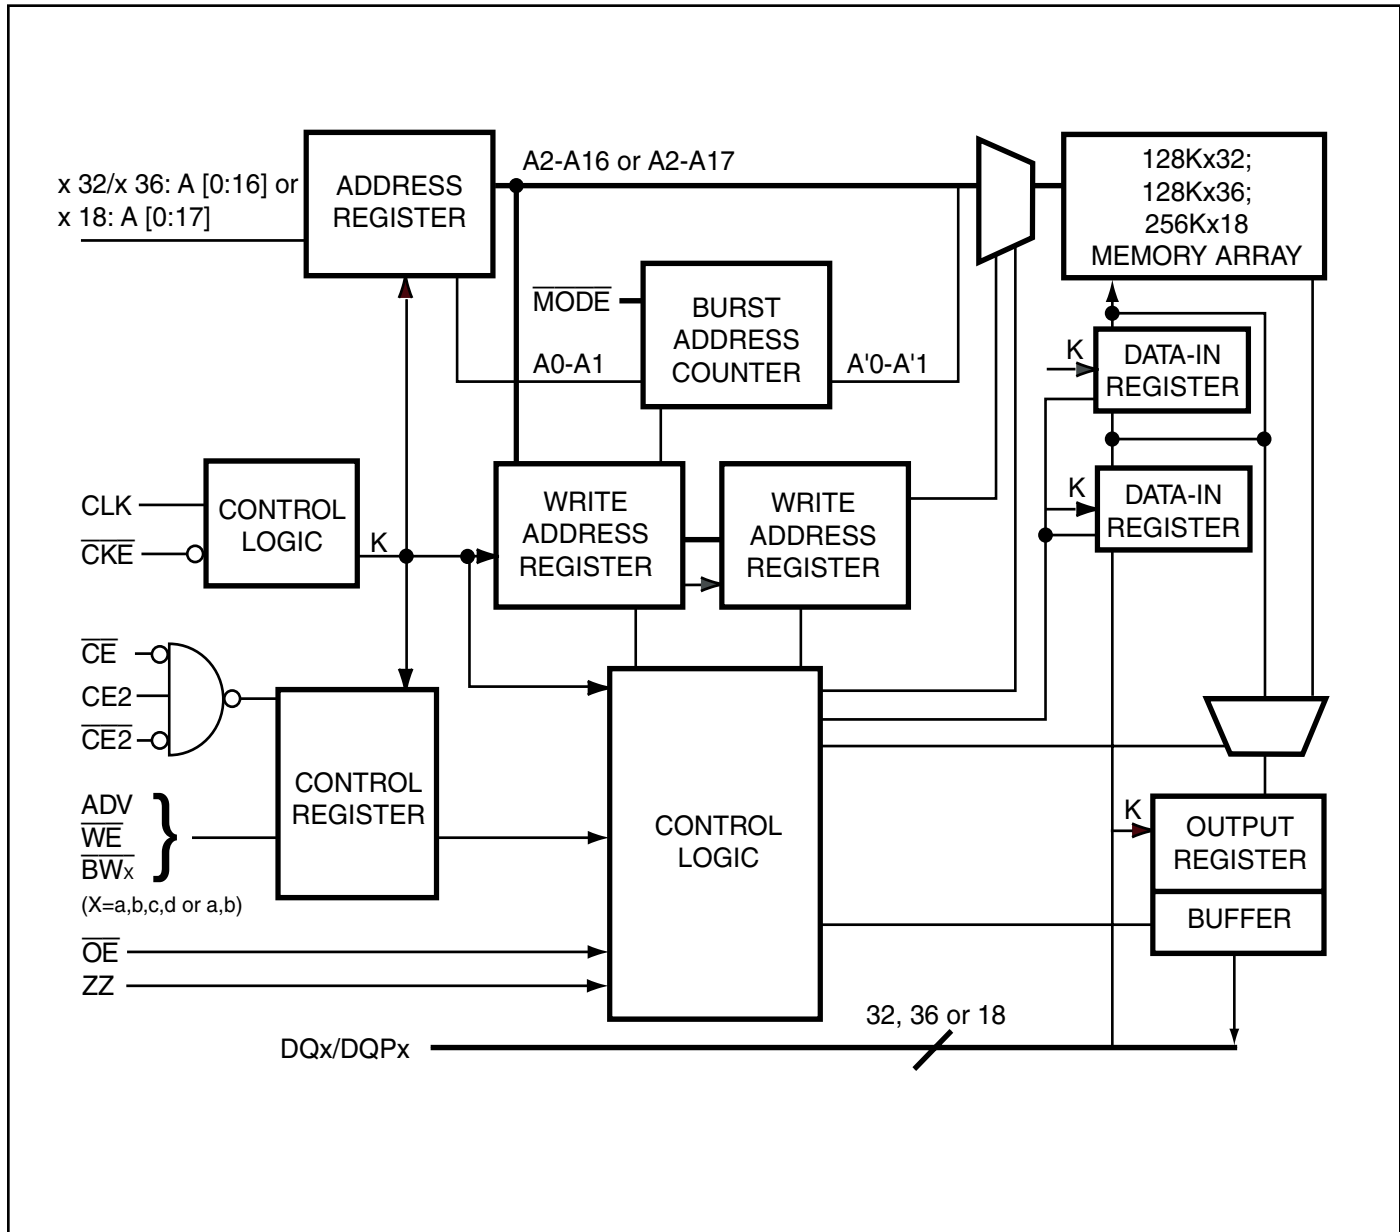 x 32/x 36: A [0:16] or
x 18: A [0:17]
ADDRESS
REGISTER
A2-A16 or A2-A17
128Kx32;
128Kx36;
256Kx18
MEMORY ARRAY
MODE
BURST
ADDRESS
COUNTER
A0-A1
A'0-A'1
K
DATA-IN
REGISTER
K
DATA-IN
REGISTER
CLK
CKE
CONTROL
LOGIC
K
WRITE
ADDRESS
REGISTER
WRITE
ADDRESS
REGISTER
CE
CE2
CE2
CONTROL
REGISTER
ADV
WE
BWx
(X=a,b,c,d or a,b)
CONTROL
LOGIC
K
OUTPUT
REGISTER
BUFFER
OE
ZZ
32, 36 or 18
DQx/DQPx